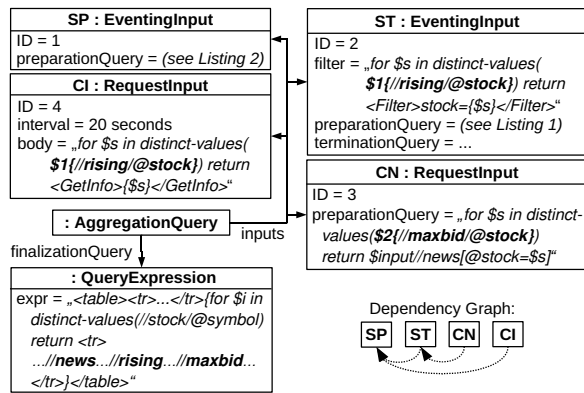 SP : EventingInput
ID = 1
preparationQuery = (see Listing 2)
CI : RequestInput
ID = 4
interval = 20 seconds
body = „for $s in distinct-values(
$1{//rising/@stock}) return
<GetInfo>{$s}</GetInfo>“
: AggregationQuery
inputs
finalizationQuery
: QueryExpression
expr = „<table><tr>...</tr>{for $i in
distinct-values(//stock/@symbol)
return <tr>
...//news...//rising...//maxbid...
</tr>}</table>“
ST : EventingInput
ID = 2
filter = „for $s in distinct-values(
$1{//rising/@stock}) return
<Filter>stock={$s}</Filter>“
preparationQuery = (see Listing 1)
terminationQuery = ...
CN : RequestInput
ID = 3
preparationQuery = „for $s in distinct-
values($2{//maxbid/@stock})
return $input//news[@stock=$s]“
Dependency Graph:
SP ST CN CI